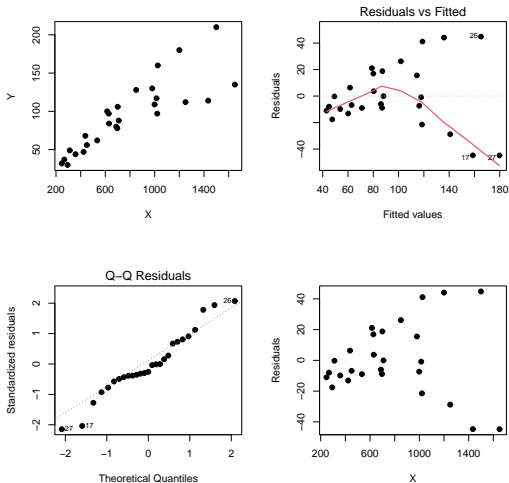 Residuals vs Fitted
Y
50 100 150 200
200 600 1000 1400
X
Residuals
−40 0 20 40
26
17
27
40 60 80 100 140 180
Fitted values
Q−Q Residuals
Standardized residuals
−2 −1 0 1 2
26
27
17
−2 −1 0 1 2
Theoretical Quantiles
Residuals
−40 −20 0 20 40
200 600 1000 1400
X